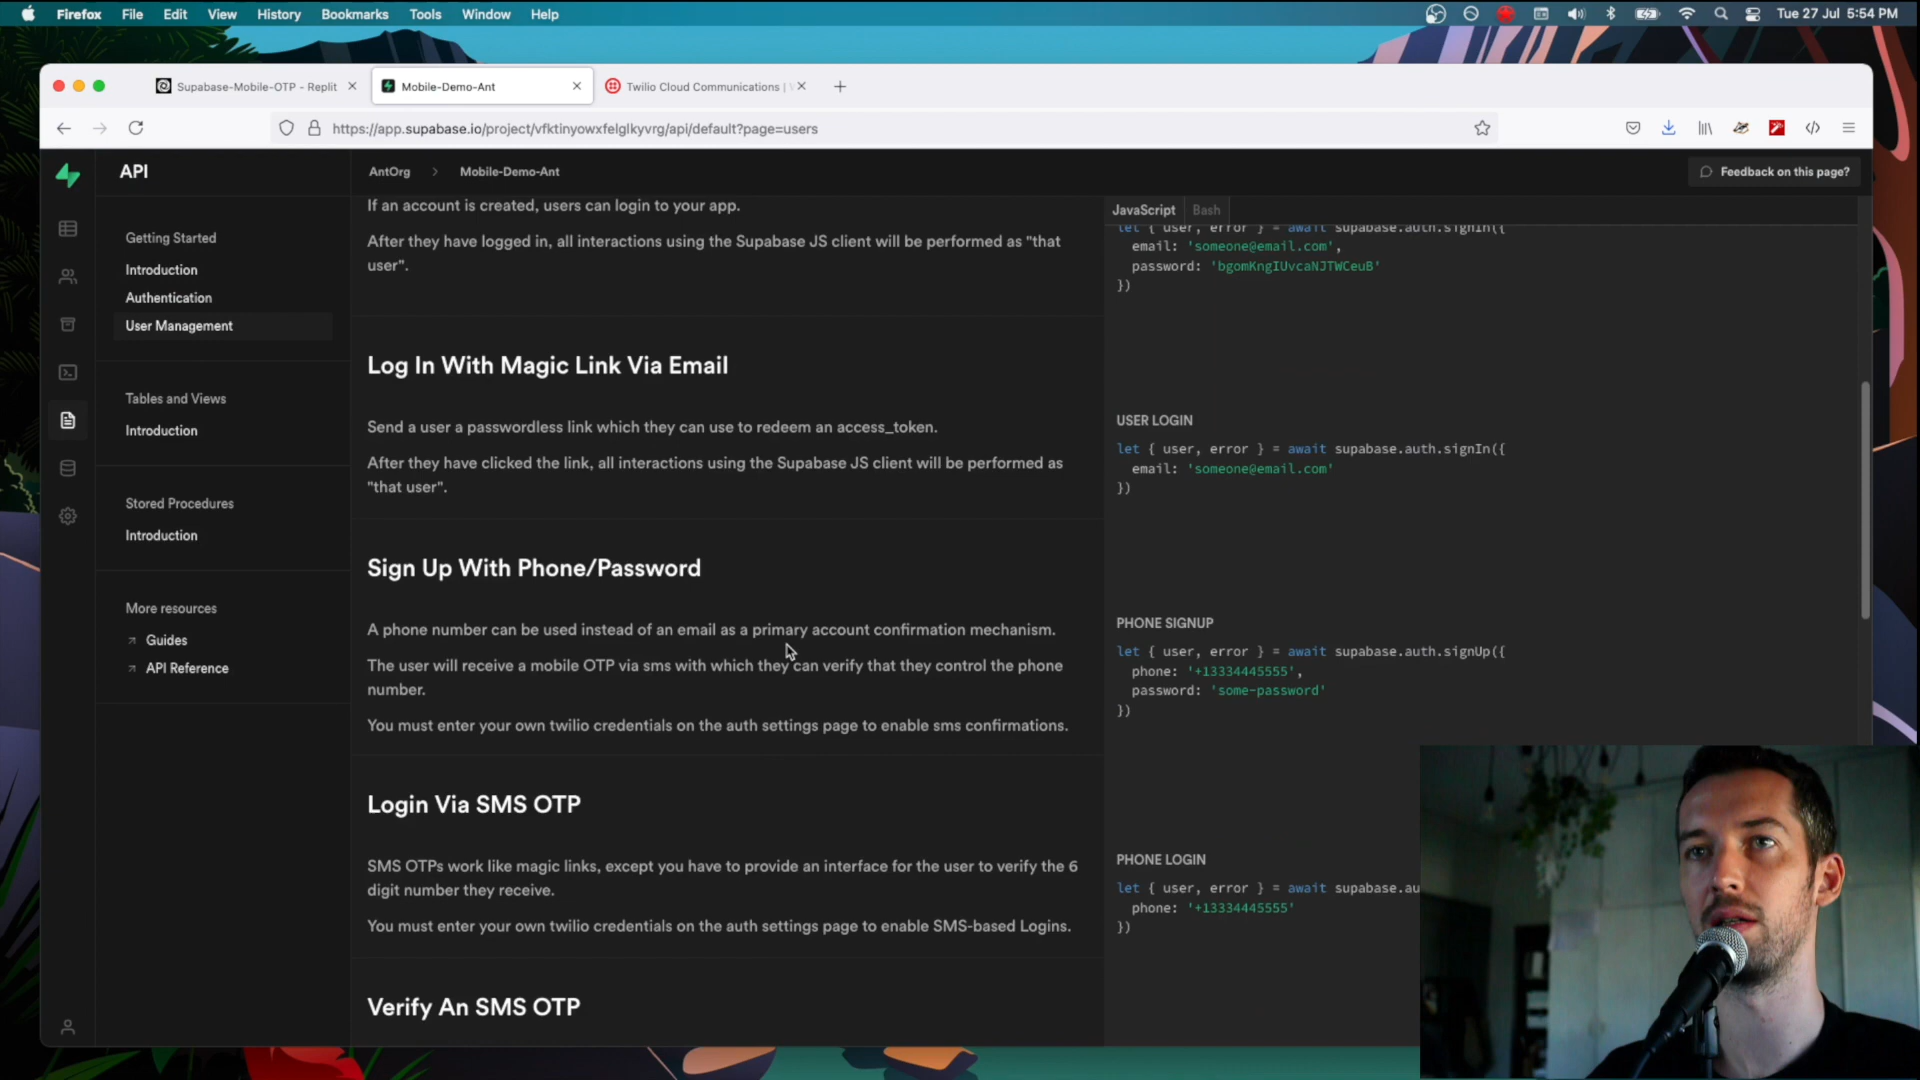 Firefox File Edit View History Bookmarks Tools Window Help Tue 27 Jul 5:54 PM
Supabase-Mobile-OTP - Replit Mobile-Demo-Ant Twilio Cloud Communications |
https://app.supabase.io/project/vfktinyowxfelglkyvrg/api/default?page=users
API AntOrg > Mobile-Demo-Ant Feedback on this page?
Getting Started
Introduction
Authentication
User Management
Tables and Views
Introduction
Stored Procedures
Introduction
More resources
Guides
API Reference
If an account is created, users can login to your app.
After they have logged in, all interactions using the Supabase JS client will be performed as "that
user".
Log In With Magic Link Via Email
Send a user a passwordless link which they can use to redeem an access_token.
After they have clicked the link, all interactions using the Supabase JS client will be performed as
"that user".
Sign Up With Phone/Password
A phone number can be used instead of an email as a primary account confirmation mechanism.
The user will receive a mobile OTP via sms with which they can verify that they control the phone
number.
You must enter your own twilio credentials on the auth settings page to enable sms confirmations.
Login Via SMS OTP
SMS OTPs work like magic links, except you have to provide an interface for the user to verify the 6
digit number they receive.
You must enter your own twilio credentials on the auth settings page to enable SMS-based Logins.
Verify An SMS OTP
JavaScript Bash
let { user, error } = await supabase.auth.signIn({
email: 'someone@email.com',
password: 'bgomKngIUvcaNJTWCeuB'
})
USER LOGIN
let { user, error } = await supabase.auth.signIn({
email: 'someone@email.com'
})
PHONE SIGNUP
let { user, error } = await supabase.auth.signUp({
phone: '+13334445555',
password: 'some-password'
})
PHONE LOGIN
let { user, error } = await supabase.au
phone: '+13334445555'
})